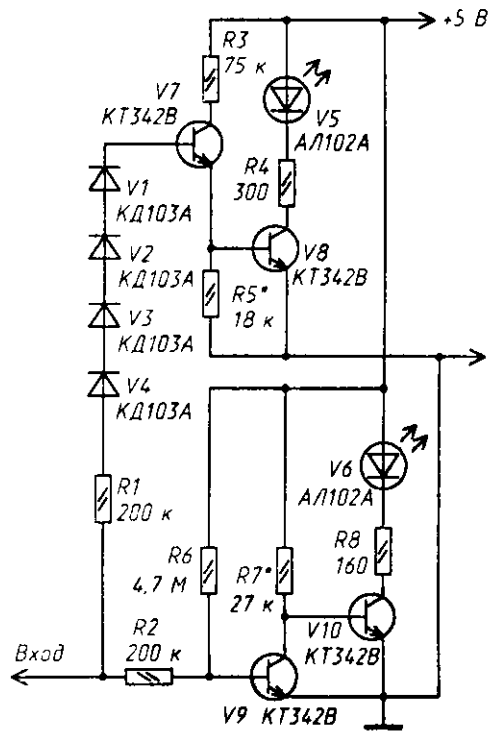 +5 В
R3
75 к
V7
КТ342В
V5
АЛ102А
V1
КД103А
R4
300
V2
КД103А
V8
КТ342В
R5*
18 к
V3
КД103А
V4
КД103А
V6
АЛ102А
R1
200 к
R6
4,7 М
R7*
27 к
R8
160
R2
200 к
V10
КТ342В
Вход
V9 КТ342В